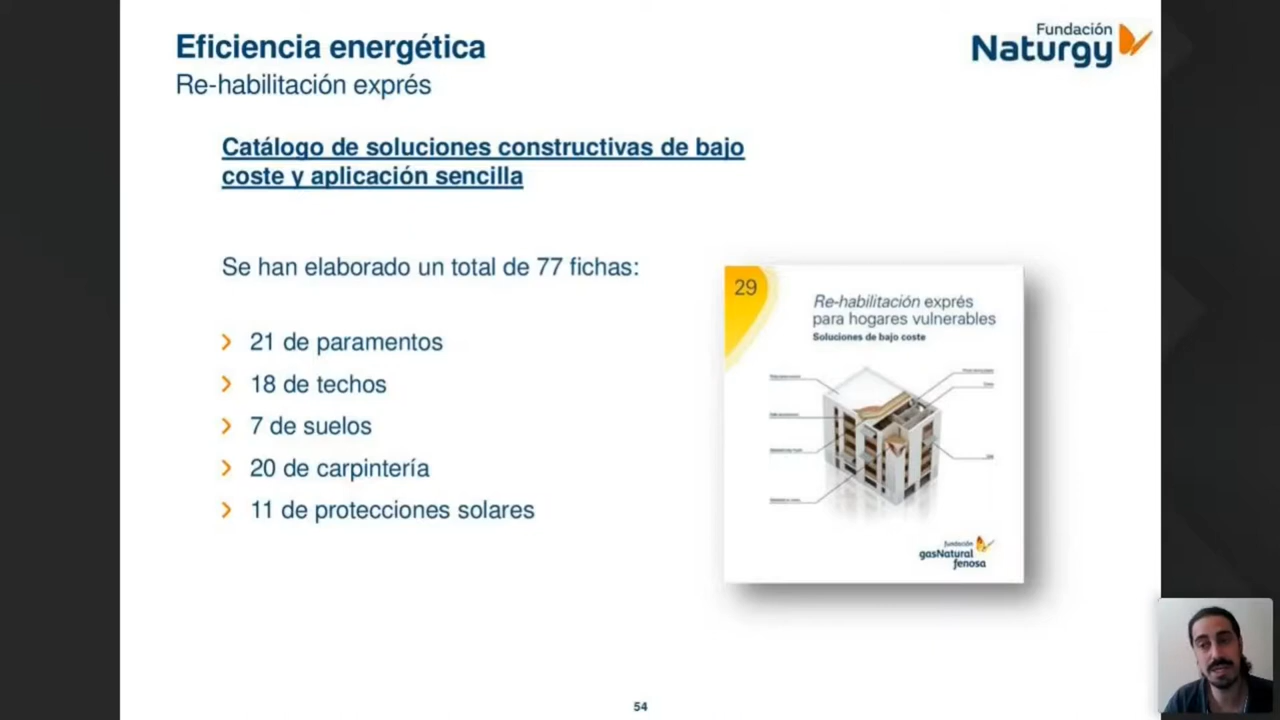 Eficiencia energética
Re-habilitación exprés
Fundación
Naturgy
Catálogo de soluciones constructivas de bajo
coste y aplicación sencilla
Se han elaborado un total de 77 fichas:
21 de paramentos
18 de techos
7 de suelos
20 de carpintería
11 de protecciones solares
29
Re-habilitación exprés
para hogares vulnerables
Soluciones de bajo coste
fundación
gasNatural
fenosa
54